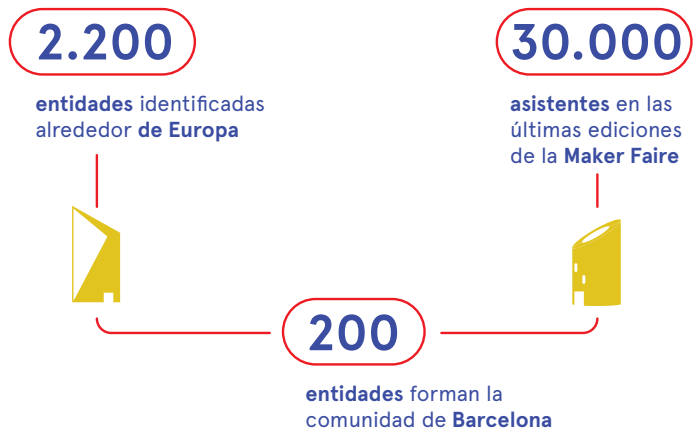 2.200
entidades identificadas
alrededor de Europa
30.000
asistentes en las
últimas ediciones
de la Maker Faire
200
entidades forman la
comunidad de Barcelona